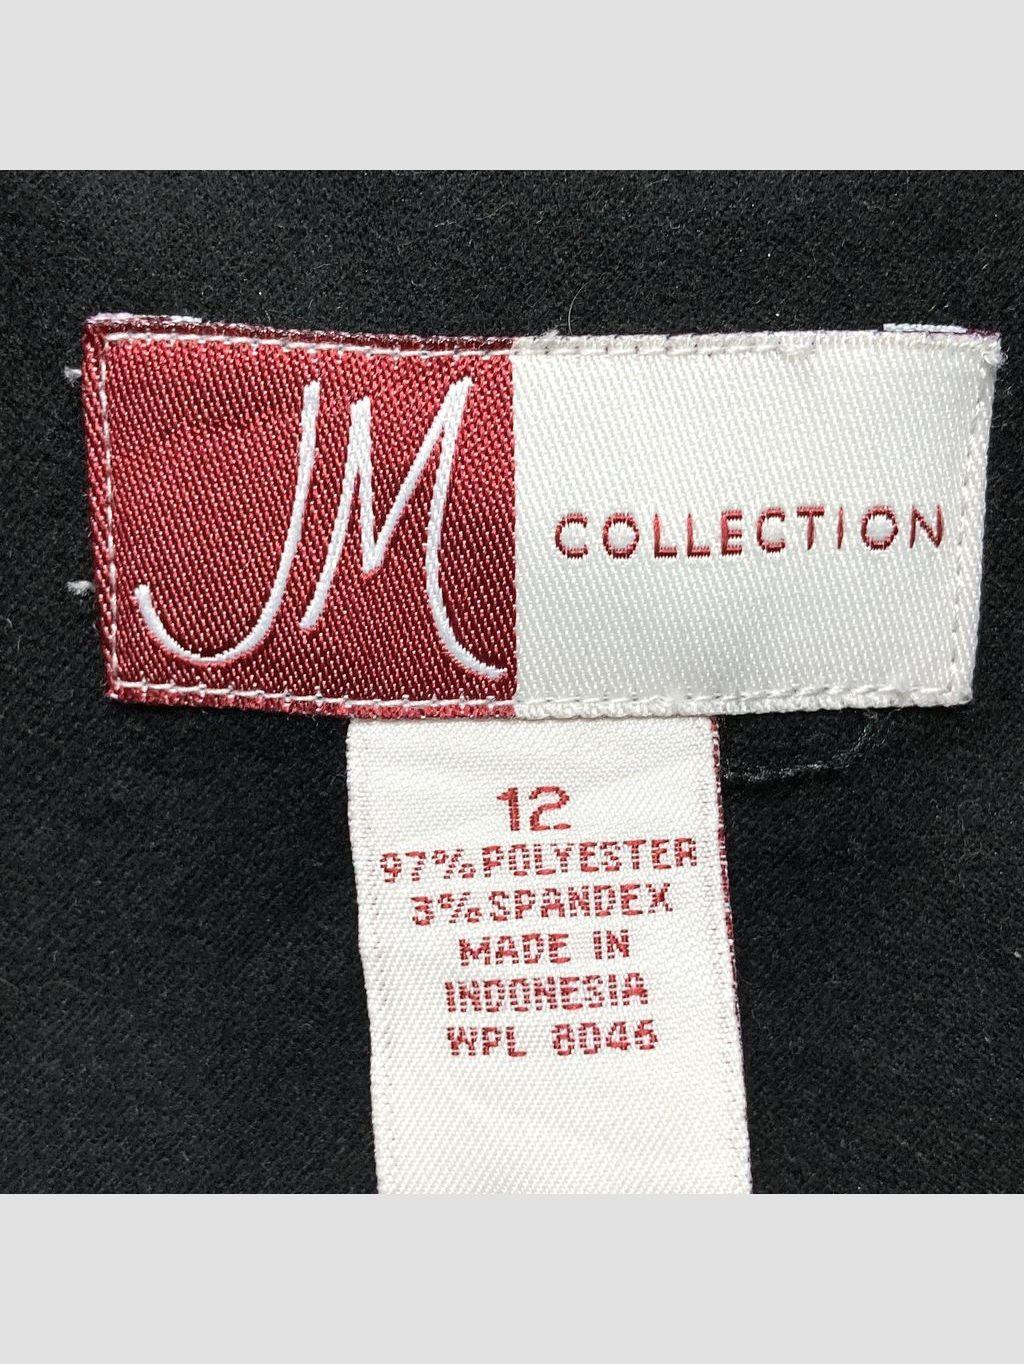 JM
COLLECTION
12
97% POLYESTER
3% SPANDEX
MADE IN
INDONESIA
WPL 8046